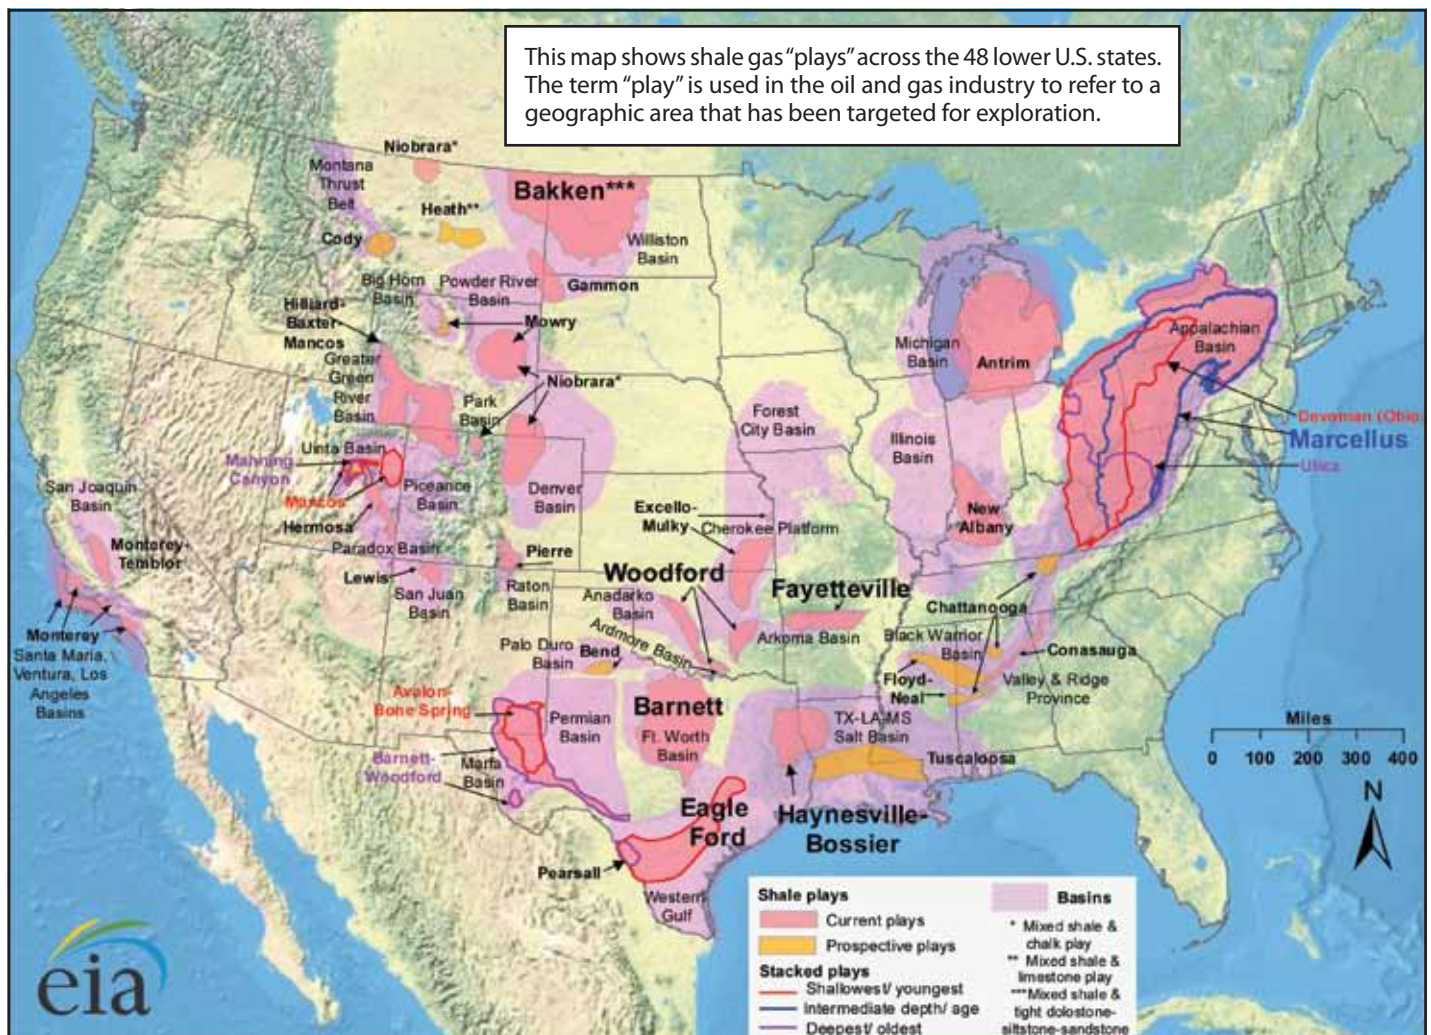 This map shows shale gas “plays” across the 48 lower U.S. states.
The term “play” is used in the oil and gas industry to refer to a
geographic area that has been targeted for exploration.
Niobrara*
Montana
Thrust
Belt
Bakken***
Heath**
Cody
Williston
Basin
Big Horn
Basin
Powder River
Basin
Gammon
Hilliard-
Baxter-
Mancos
Mowry
Greater
Green
River
Basin
Niobrara*
Park
Basin
Michigan
Basin
Antrim
Appalachian
Basin
Devonian (Ohio)
Marcellus
Utica
Forest
City Basin
Illinois
Basin
Uinta Basin
Manning
Canyon
Mancos
Piceance
Basin
Denver
Basin
San Joaquin
Basin
Hermosa
Excello-
Mulky
Cherokee Platform
New
Albany
Monterey-
Temblor
Paradox Basin
Pierre
Lewis
San Juan
Basin
Raton
Basin
Woodford
Anadarko
Basin
Fayetteville
Chattanooga
Ardmore Basin
Arkoma Basin
Black Warrior
Basin
Conasauga
Monterey
Santa Maria,
Ventura, Los
Angeles
Basins
Palo Duro
Basin
Bend
Floyd-
Neal
Valley & Ridge
Province
Avalon-
Bone Spring
Permian
Basin
Barnett
Ft. Worth
Basin
TX-LA-MS
Salt Basin
Tuscaloosa
Barnett-
Woodford
Marfa
Basin
Eagle
Ford
Haynesville-
Bossier
Pearsall
Western
Gulf
Miles
0 100 200 300 400
N
Shale plays
Current plays
Prospective plays
Stacked plays
Shallowest/ youngest
Intermediate depth/ age
Deepest/ oldest
Basins
* Mixed shale &
chalk play
** Mixed shale &
limestone play
***Mixed shale &
tight dolostone-
siltstone-sandstone
eia